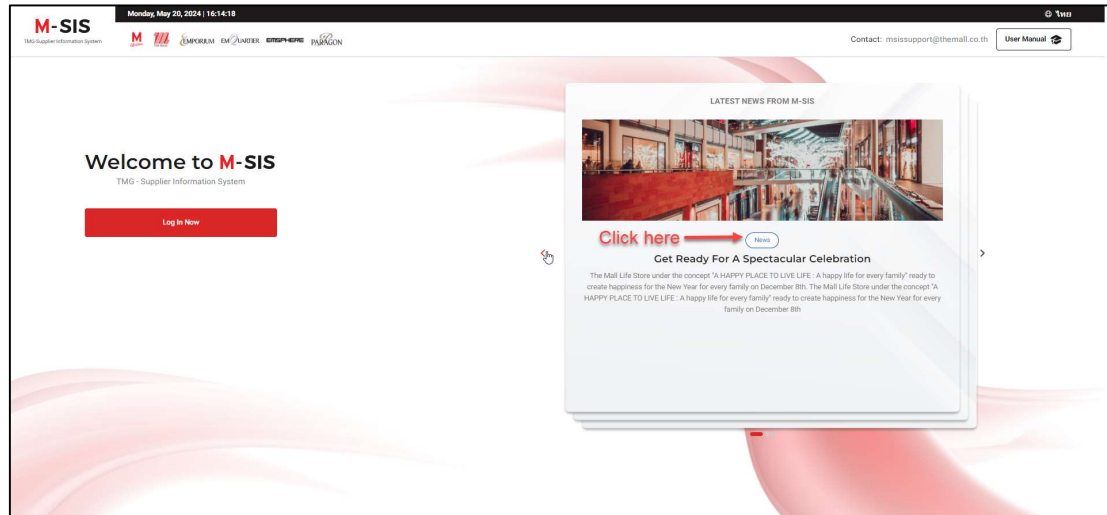 Monday, May 20, 2024 | 16:14:18
ไทย
M-SIS
TMG-Supplier Information System
M
EMPORIUM
EMQUARTIER
EMSPHERE
PARAGON
Contact: msissupport@themall.co.th
User Manual
LATEST NEWS FROM M-SIS
Welcome to M-SIS
TMG - Supplier Information System
Log In Now
Click here
News
Get Ready For A Spectacular Celebration
The Mall Life Store under the concept "A HAPPY PLACE TO LIVE LIFE : A happy life for every family" ready to
create happiness for the New Year for every family on December 8th. The Mall Life Store under the concept "A
HAPPY PLACE TO LIVE LIFE : A happy life for every family" ready to create happiness for the New Year for every
family on December 8th